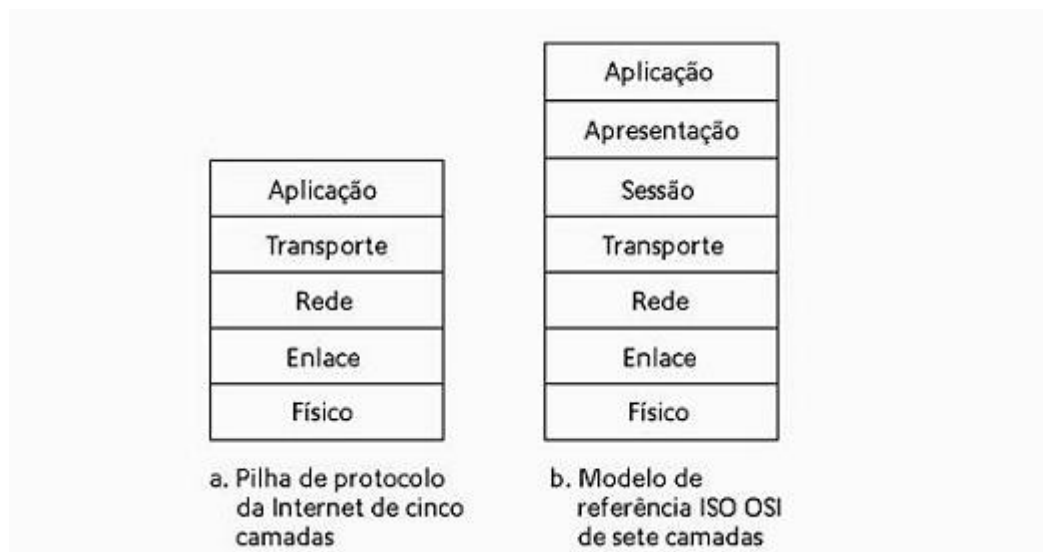 Aplicação
Transporte
Rede
Enlace
Físico
a. Pilha de protocolo
da Internet de cinco
camadas
Aplicação
Apresentação
Sessão
Transporte
Rede
Enlace
Físico
b. Modelo de
referência ISO OSI
de sete camadas